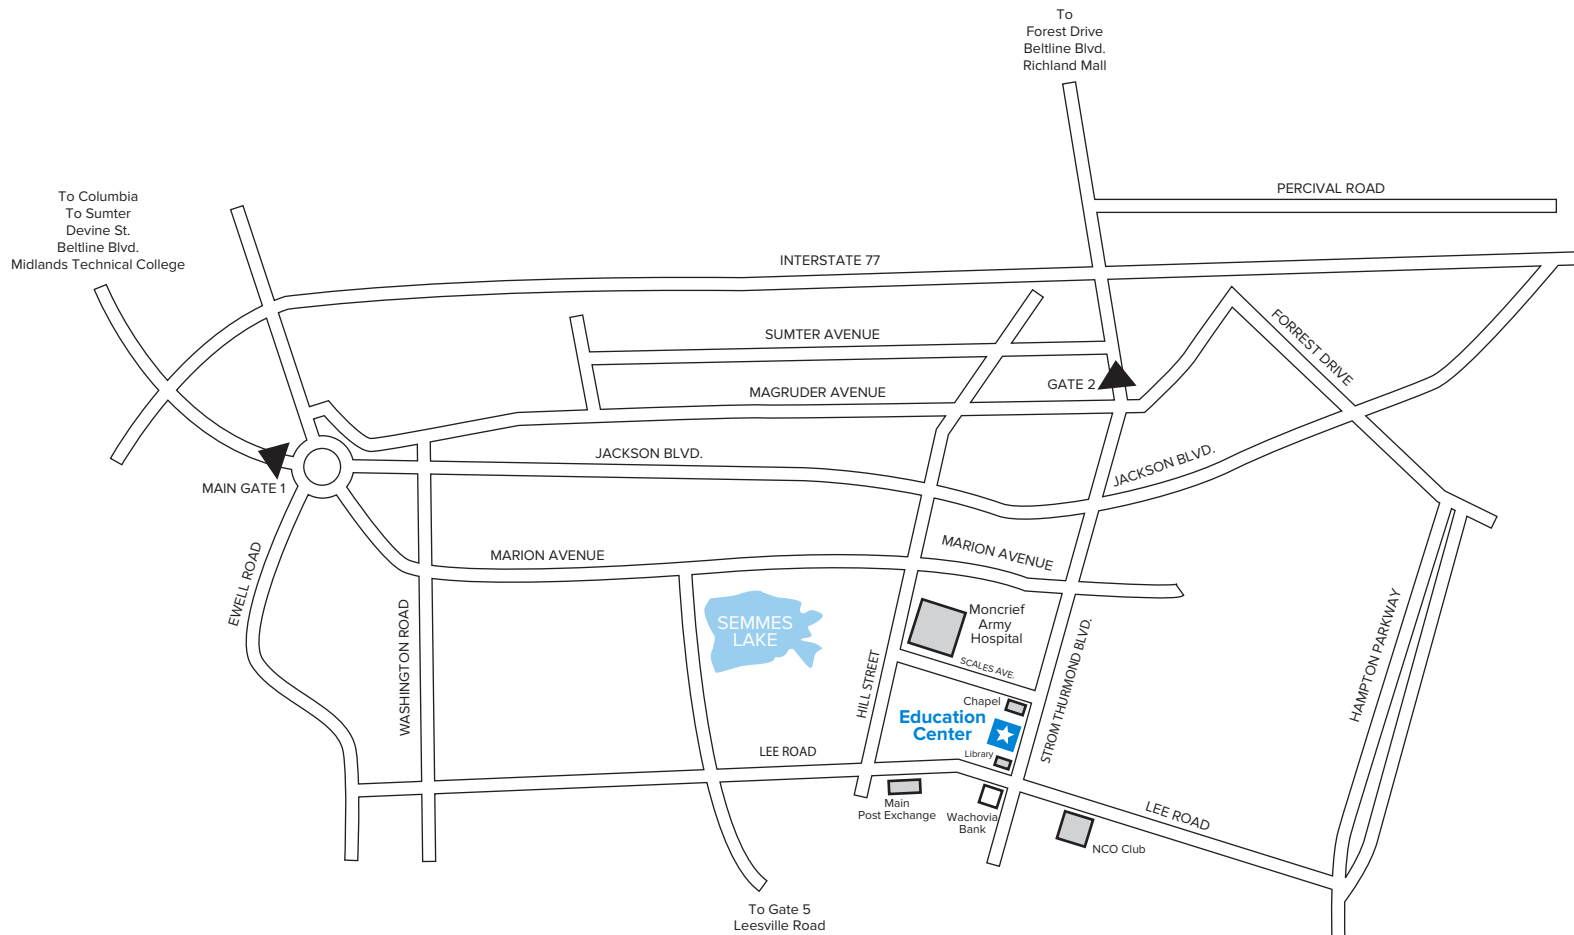 To
Forest Drive
Beltline Blvd.
Richland Mall
PERCIVAL ROAD
To Columbia
To Sumter
Devine St.
Beltline Blvd.
Midlands Technical College
INTERSTATE 77
SUMTER AVENUE
FORREST DRIVE
MAGRUDER AVENUE
GATE 2
JACKSON BLVD.
JACKSON BLVD.
MAIN GATE 1
MARION AVENUE
MARION AVENUE
EWELL ROAD
WASHINGTON ROAD
SEMMES
LAKE
Moncrief
Army
Hospital
SCALES AVE.
HILL STREET
STROM THURMOND BLVD.
HAMPTON PARKWAY
Chapel
Education
Center
Library
LEE ROAD
Main
Post Exchange
Wachovia
Bank
LEE ROAD
NCO Club
To Gate 5
Leesville Road